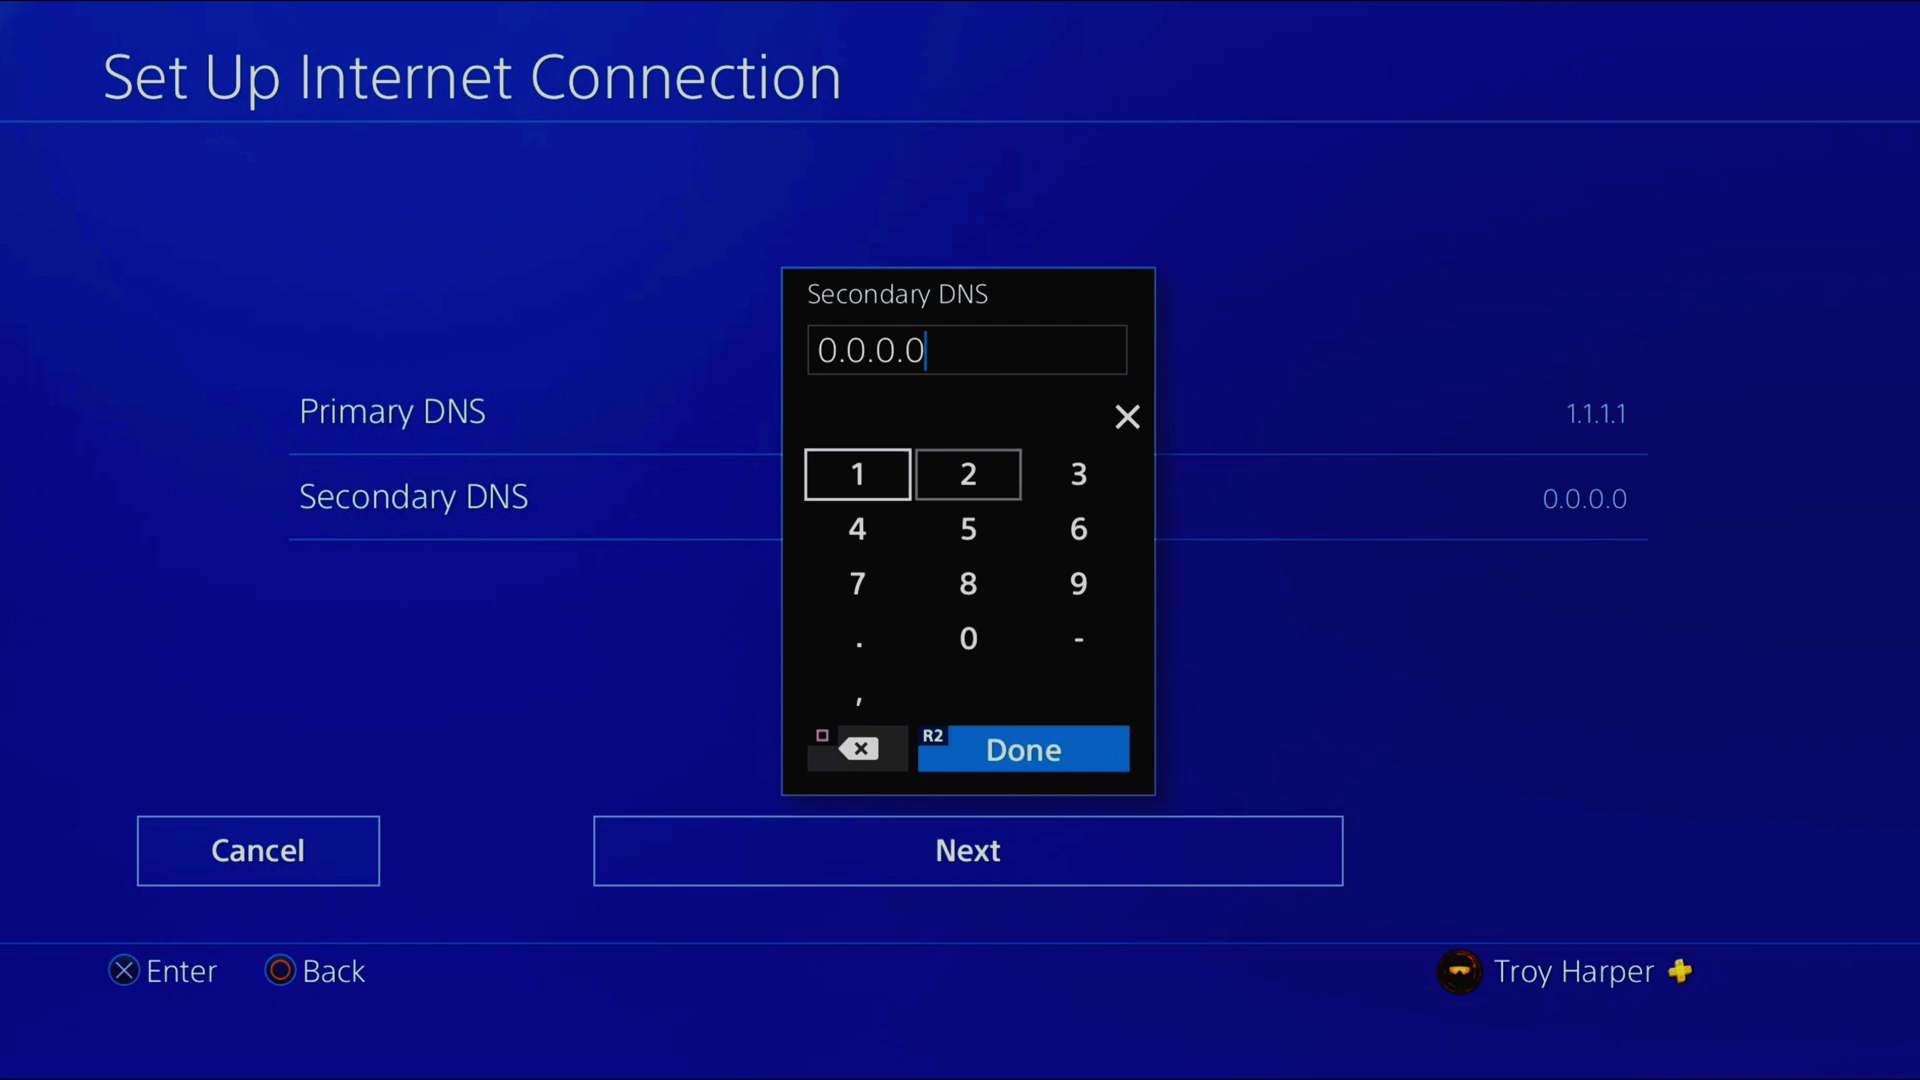 Set Up Internet Connection
Secondary DNS
0.0.0.0
Primary DNS 1.1.1.1
Secondary DNS 0.0.0.0
1 2 3
4 5 6
7 8 9
. 0 -
,
R2 Done
Cancel Next
Enter Back Troy Harper